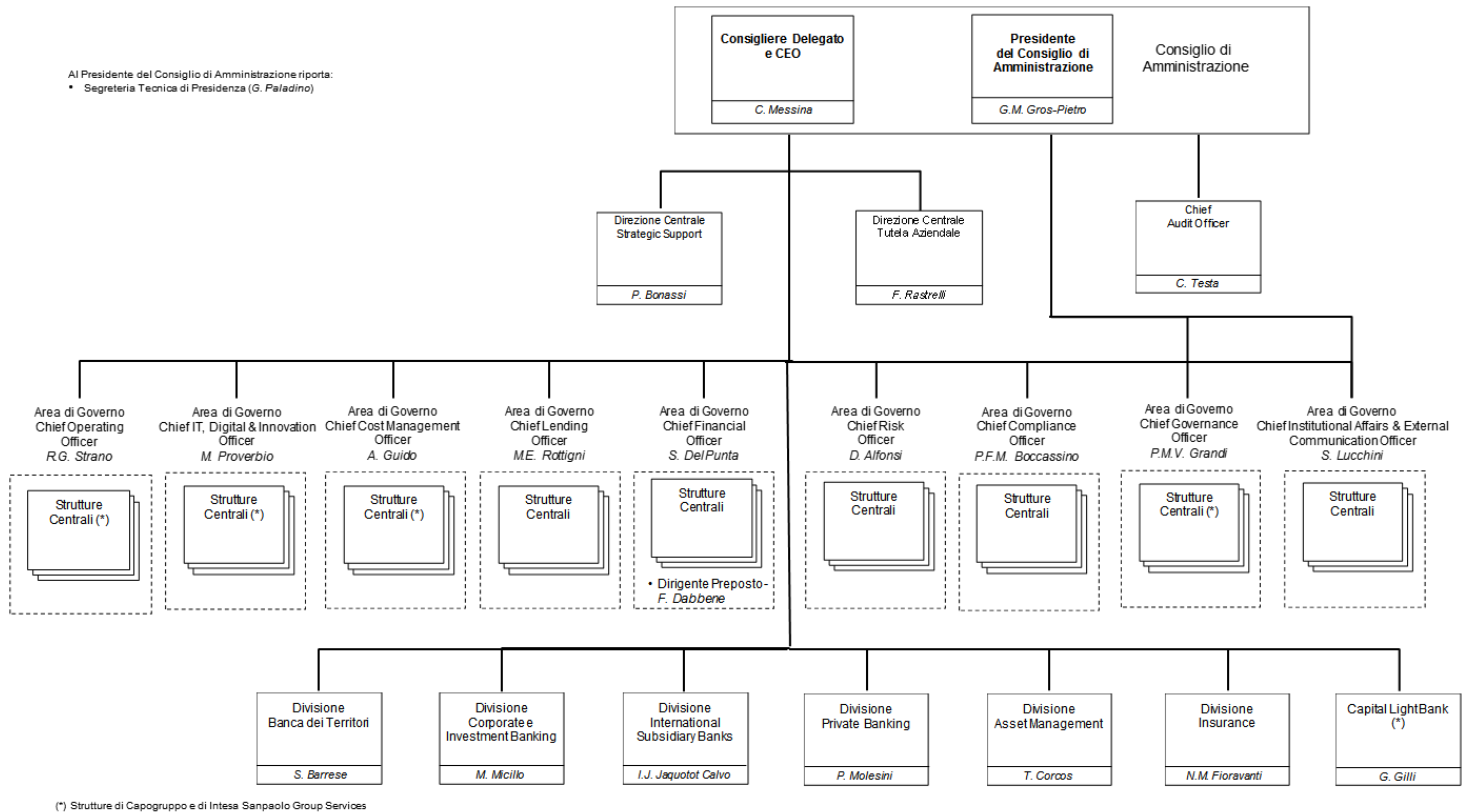 Consigliere Delegato
e CEO
C. Messina
Presidente
del Consiglio di
Amministrazione
G.M. Gros-Pietro
Consiglio di
Amministrazione
Al Presidente del Consiglio di Amministrazione riporta:
• Segreteria Tecnica di Presidenza (G. Paladino)
Direzione Centrale
Strategic Support
P. Bonassi
Direzione Centrale
Tutela Aziendale
F. Rastrelli
Chief
Audit Officer
C. Testa
Area di Governo
Chief Operating
Officer
R.G. Strano
Area di Governo
Chief IT, Digital & Innovation
Officer
M. Proverbio
Area di Governo
Chief Cost Management
Officer
A. Guido
Area di Governo
Chief Lending
Officer
M.E. Rottigni
Area di Governo
Chief Financial
Officer
S. Del Punta
Area di Governo
Chief Risk
Officer
D. Alfonsi
Area di Governo
Chief Compliance
Officer
P.F.M. Boccassino
Area di Governo
Chief Governance
Officer
P.M.V. Grandi
Area di Governo
Chief Institutional Affairs & External
Communication Officer
S. Lucchini
Strutture
Centrali (*)
Strutture
Centrali (*)
Strutture
Centrali (*)
Strutture
Centrali
Strutture
Centrali
• Dirigente Preposto-
F. Dabbene
Strutture
Centrali
Strutture
Centrali
Strutture
Centrali (*)
Strutture
Centrali
Divisione
Banca dei Territori
S. Barrese
Divisione
Corporate e
Investment Banking
M. Micillo
Divisione
International
Subsidiary Banks
I.J. Jaquotot Calvo
Divisione
Private Banking
P. Molesini
Divisione
Asset Management
T. Corcos
Divisione
Insurance
N.M. Fioravanti
Capital Light Bank
(*)
G. Gilli
(*) Strutture di Capogruppo e di Intesa Sanpaolo Group Services